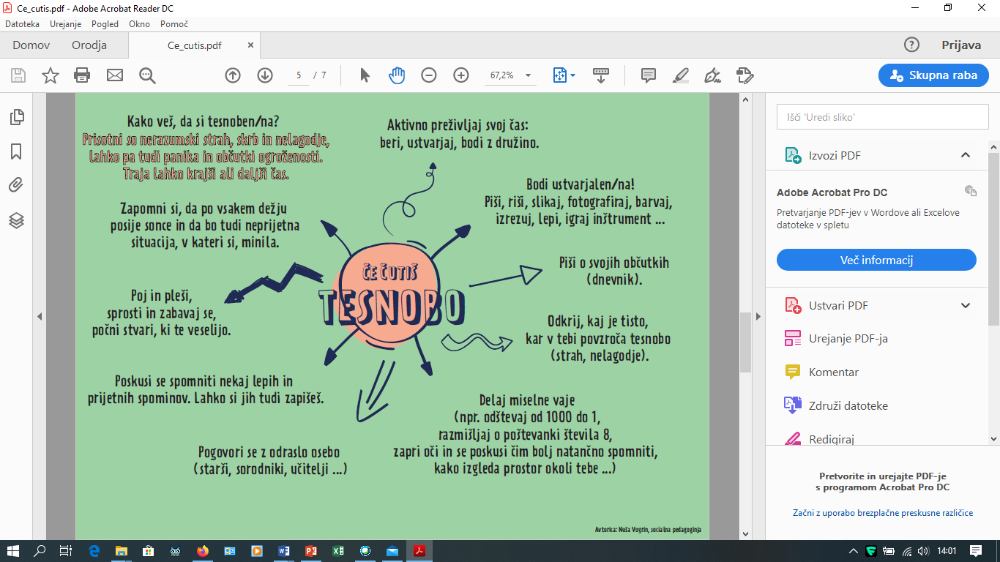 Ce_cutis.pdf - Adobe Acrobat Reader DC
Datoteka Urejanje Pogled Okno Pomoč
Domov Orodja Ce_cutis.pdf × ? Prijava
5 / 7 67,2% Skupna raba
Kako veš, da si tesnoben/na?
Prisotni so nerazumski strah, skrb in nelagodje,
lahko pa tudi panika in občutki ogroženosti.
Traja lahko krajši ali daljši čas.
Aktivno preživljaj svoj čas:
beri, ustvarjaj, bodi z družino.
Bodi ustvarjalen/na!
Piši, riši, slikaj, fotografiraj, barvaj,
izrezuj, lepi, igraj inštrument ...
Zapomni si, da po vsakem dežju
posije sonce in da bo tudi neprijetna
situacija, v kateri si, minila.
ČE ČUTIŠ
TESNOBO
Piši o svojih občutkih
(dnevnik).
Poj in pleši,
sprosti in zabavaj se,
počni stvari, ki te veselijo.
Odkrij, kaj je tisto,
kar v tebi povzroča tesnobo
(strah, nelagodje).
Poskusi se spomniti nekaj lepih in
prijetnih spominov. Lahko si jih tudi zapišeš.
Delaj miselne vaje
(npr. odštevaj od 1000 do 1,
razmišljaj o poštevanki števila 8,
zapri oči in se poskusi čim bolj natančno spomniti,
kako izgleda prostor okoli tebe ...)
Pogovori se z odraslo osebo
(starši, sorodniki, učitelji ...)
Avtorica: Nuša Vogrin, socialna pedagoginja
Išči 'Uredi sliko'
Izvozi PDF
Adobe Acrobat Pro DC
Pretvarjanje PDF-jev v Wordove ali Excelove
datoteke v spletu
Več informacij
Ustvari PDF
Urejanje PDF-ja
Komentar
Združi datoteke
Redigiraj
Pretvorite in urejajte PDF-je
s programom Acrobat Pro DC
Začni z uporabo brezplačne preskusne različice
14:01